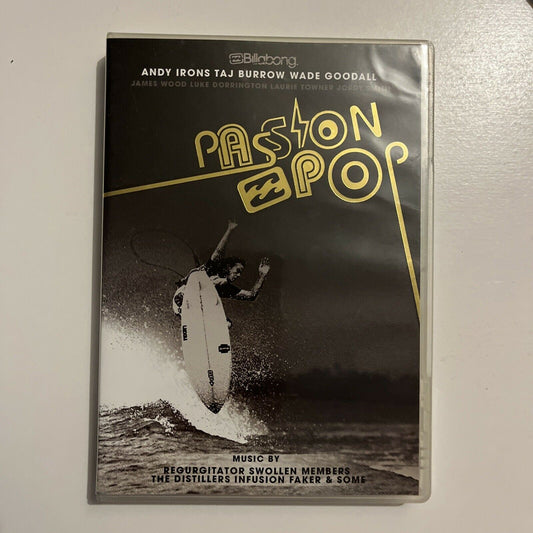 Billabong
ANDY IRONS TAJ BURROW WADE GOODALL
JAMES WOOD LUKE DORRINGTON LAURIE TOWNER JORDY SMITH
PASSION
POP
MUSIC BY
REGURGITATOR SWOLLEN MEMBERS
THE DISTILLERS INFUSION FAKER & SOME